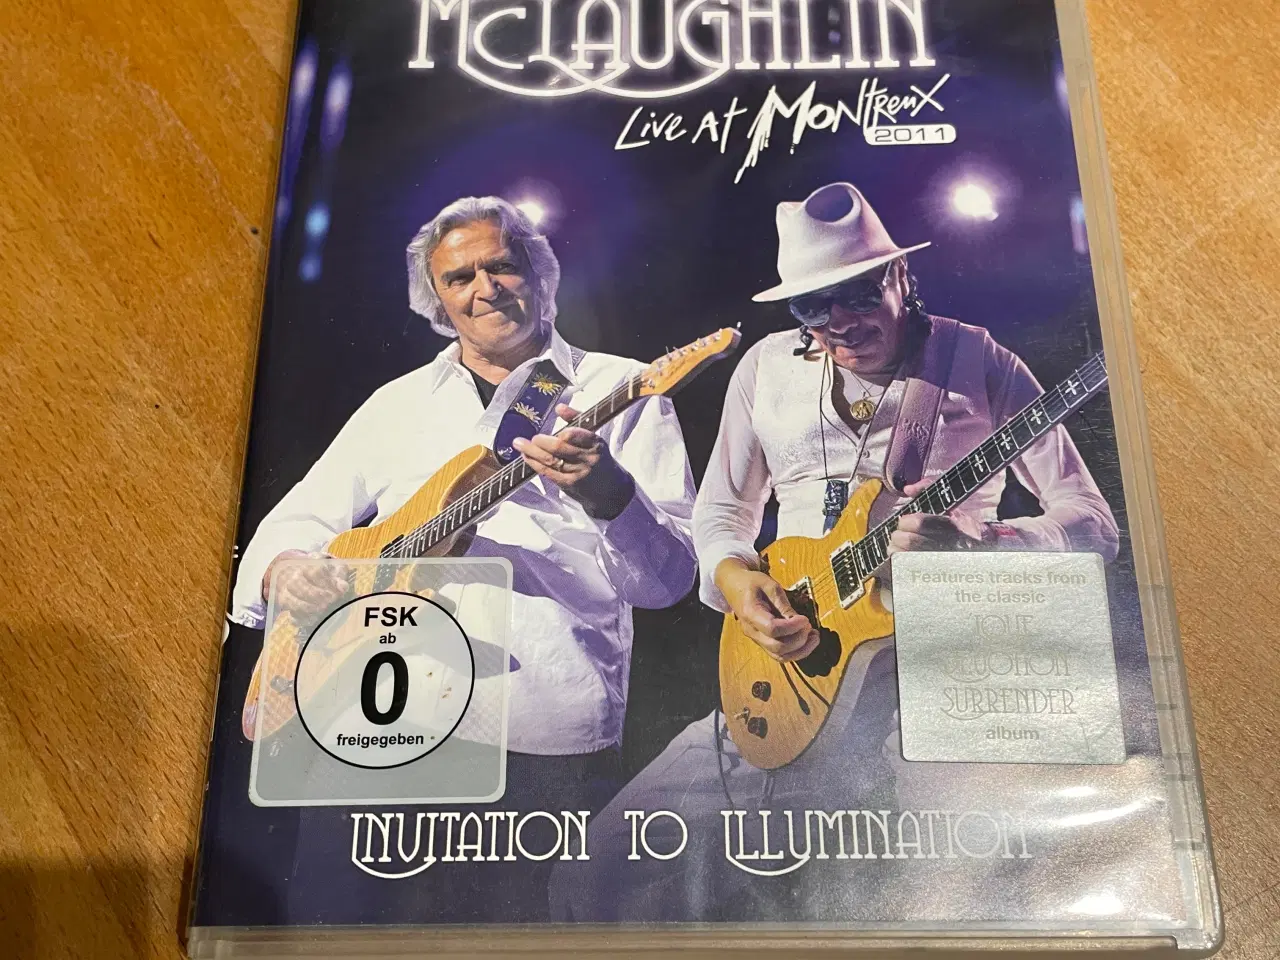 McLAUGHLIN
Live At Montreux
2011
FSK
ab
0
freigegeben
Features tracks from
the classic
LOVE
DEVOTION
SURRENDER
album
INVITATION TO ILLUMINATION